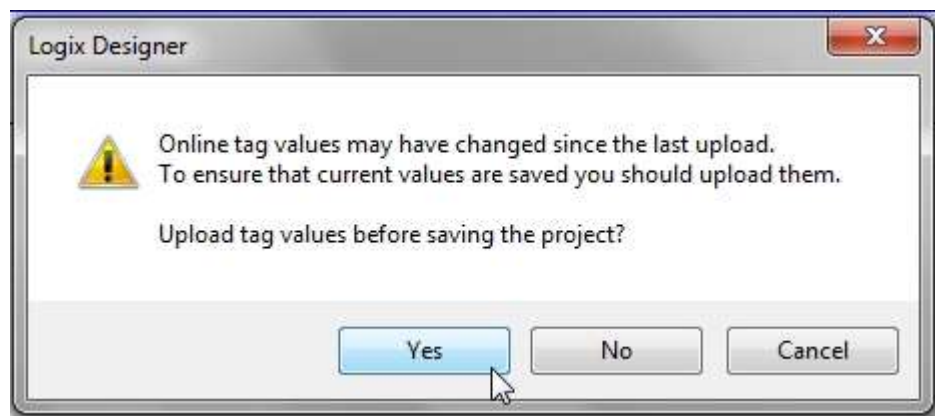 Logix Designer
Online tag values may have changed since the last upload.
To ensure that current values are saved you should upload them.
Upload tag values before saving the project?
Yes No Cancel